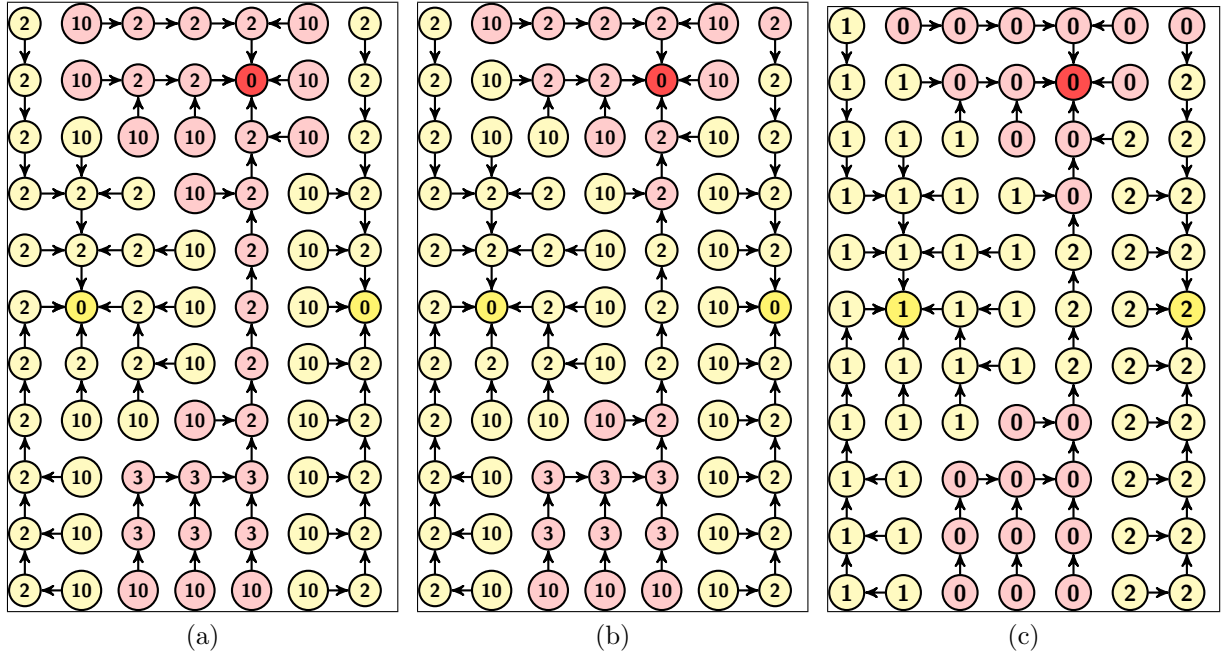 2 10 2 2 2 10 2 2 10 2 2 2 10 2 1 0 0 0 0 0 0
2 10 2 2 0 10 2 2 10 2 2 0 10 2 1 1 0 0 0 0 2
2 10 10 10 2 10 2 2 10 10 10 2 10 2 1 1 1 0 0 2 2
2 2 2 10 2 10 2 2 2 2 10 2 10 2 1 1 1 1 0 2 2
2 2 2 10 2 10 2 2 2 2 10 2 10 2 1 1 1 1 2 2 2
2 0 2 10 2 10 0 2 0 2 10 2 10 0 1 1 1 1 2 2 2
2 2 2 10 2 10 2 2 2 2 10 2 10 2 1 1 1 1 2 2 2
2 10 10 10 2 10 2 2 10 10 10 2 10 2 1 1 1 0 0 2 2
2 10 3 3 3 10 2 2 10 3 3 3 10 2 1 1 0 0 0 2 2
2 10 3 3 3 10 2 2 10 3 3 3 10 2 1 1 0 0 0 2 2
2 10 10 10 10 10 2 2 10 10 10 10 10 2 1 1 0 0 0 2 2
(a) (b) (c)